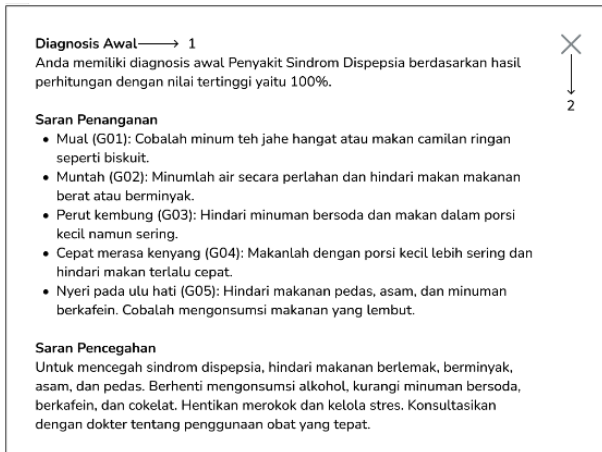 Diagnosis Awal → 1
Anda memiliki diagnosis awal Penyakit Sindrom Dispepsia berdasarkan hasil
perhitungan dengan nilai tertinggi yaitu 100%.
2
Saran Penanganan
• Mual (G01): Cobalah minum teh jahe hangat atau makan camilan ringan
seperti biskuit.
• Muntah (G02): Minumlah air secara perlahan dan hindari makan makanan
berat atau berminyak.
• Perut kembung (G03): Hindari minuman bersoda dan makan dalam porsi
kecil namun sering.
• Cepat merasa kenyang (G04): Makanlah dengan porsi kecil lebih sering dan
hindari makan terlalu cepat.
• Nyeri pada ulu hati (G05): Hindari makanan pedas, asam, dan minuman
berkafein. Cobalah mengonsumsi makanan yang lembut.
Saran Pencegahan
Untuk mencegah sindrom dispepsia, hindari makanan berlemak, berminyak,
asam, dan pedas. Berhenti mengonsumsi alkohol, kurangi minuman bersoda,
berkafein, dan cokelat. Hentikan merokok dan kelola stres. Konsultasikan
dengan dokter tentang penggunaan obat yang tepat.